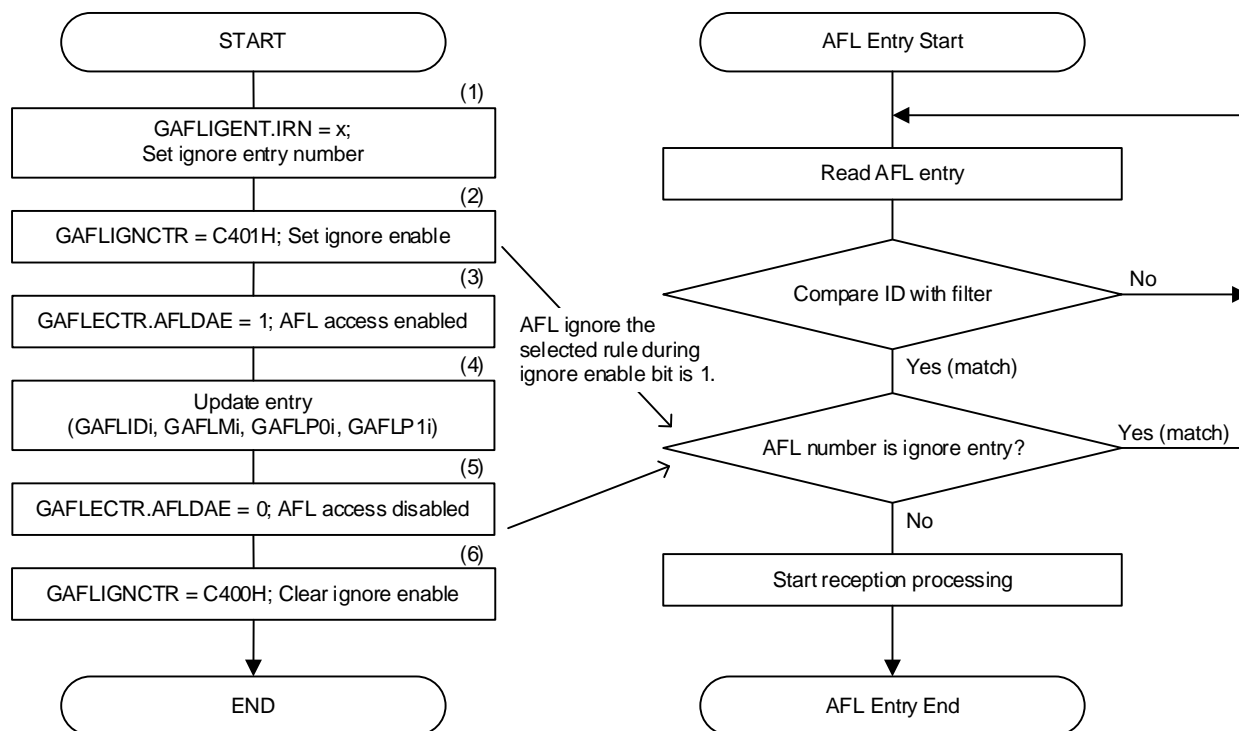 START
(1)
GAFLIGENT.IRN = x;
Set ignore entry number
(2)
GAFLIGNCTR = C401H; Set ignore enable
(3)
GAFLECTR.AFLDAE = 1; AFL access enabled
(4)
Update entry
(GAFLIDi, GAFLMi, GAFLP0i, GAFLP1i)
(5)
GAFLECTR.AFLDAE = 0; AFL access disabled
(6)
GAFLIGNCTR = C400H; Clear ignore enable
END
AFL ignore the
selected rule during
ignore enable bit is 1.
AFL Entry Start
Read AFL entry
Compare ID with filter
No
Yes (match)
AFL number is ignore entry?
Yes (match)
No
Start reception processing
AFL Entry End